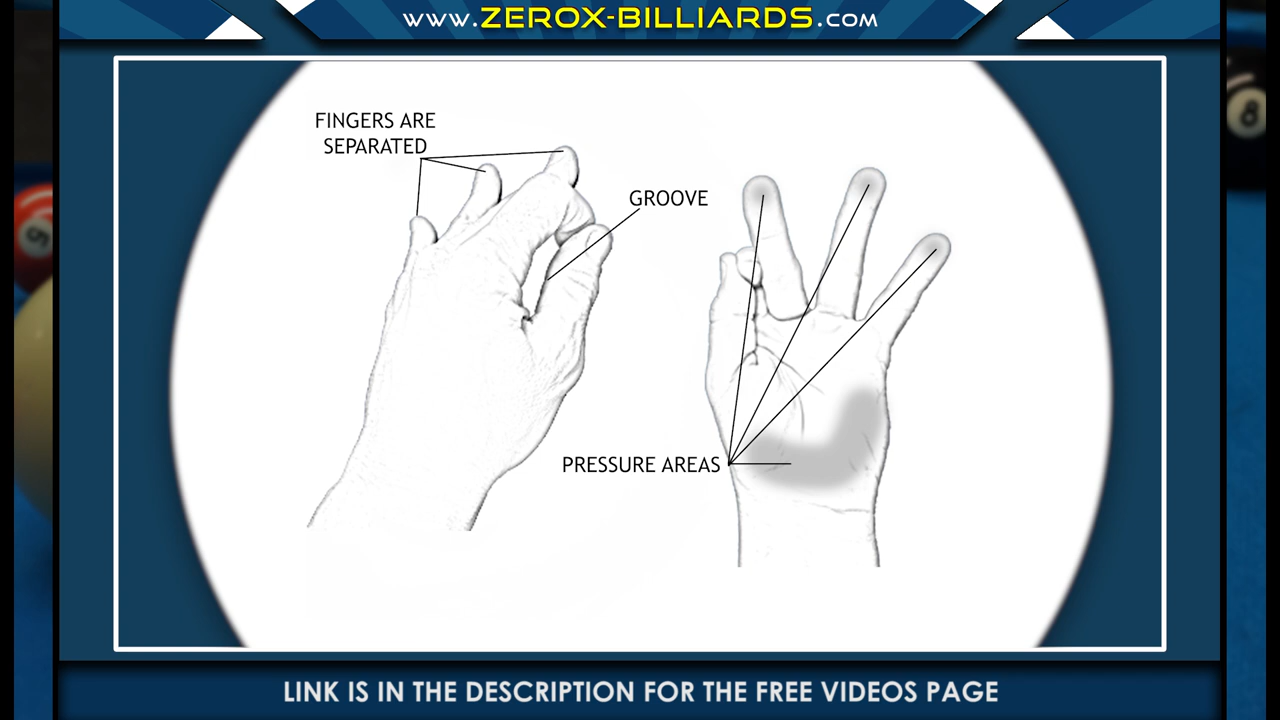 WWW.ZEROX-BILLIARDS.COM
FINGERS ARE
SEPARATED
GROOVE
PRESSURE AREAS
LINK IS IN THE DESCRIPTION FOR THE FREE VIDEOS PAGE
8